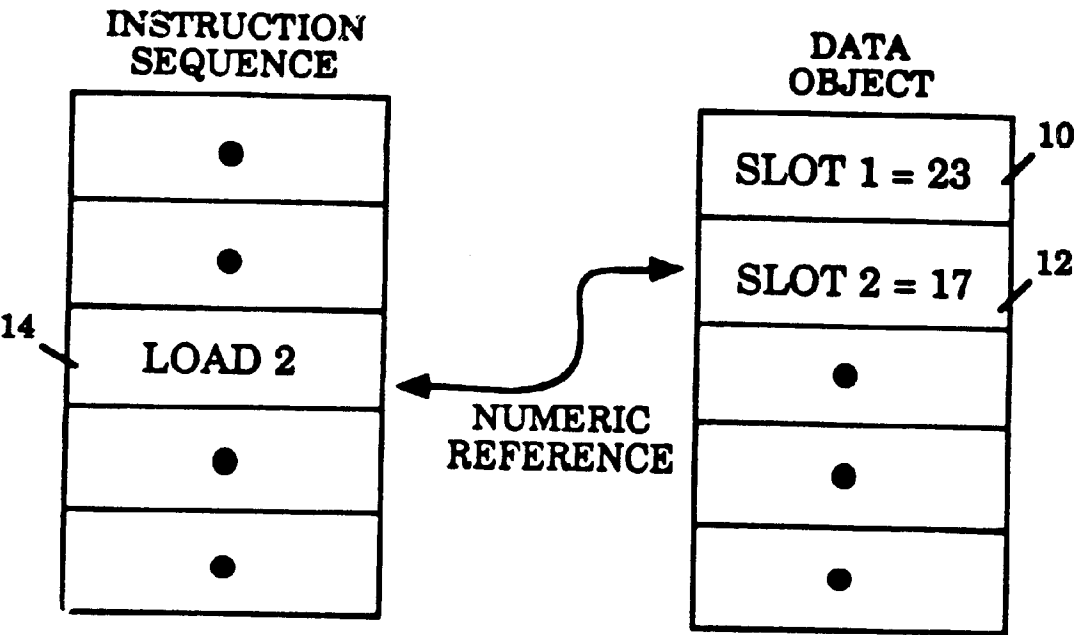 INSTRUCTION
SEQUENCE
14
LOAD 2
NUMERIC
REFERENCE
DATA
OBJECT
SLOT 1 = 23
10
SLOT 2 = 17
12